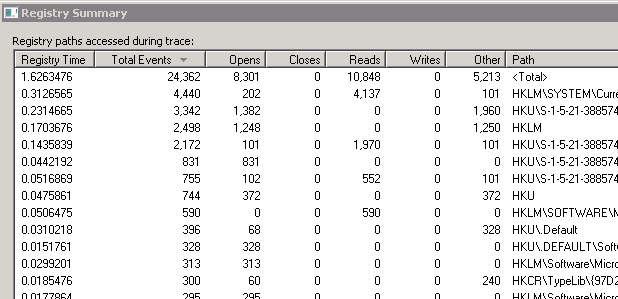 Registry Summary
Registry paths accessed during trace:
Registry Time Total Events Opens Closes Reads Writes Other Path
1.6263476 24,362 8,301 0 10,848 0 5,213 <Total>
0.3126565 4,440 202 0 4,137 0 101 HKLM\SYSTEM\Curre
0.2314665 3,342 1,382 0 0 0 1,960 HKU\S-1-5-21-388574
0.1703676 2,498 1,248 0 0 0 1,250 HKLM
0.1435839 2,172 101 0 1,970 0 101 HKU\S-1-5-21-388574
0.0442192 831 831 0 0 0 0 HKU\S-1-5-21-388574
0.0516869 755 102 0 552 0 101 HKU\S-1-5-21-388574
0.0475861 744 372 0 0 0 372 HKU
0.0506475 590 0 0 590 0 0 HKLM\SOFTWARE\M
0.0310218 396 68 0 0 0 328 HKU\.Default
0.0151761 328 328 0 0 0 0 HKU\.DEFAULT\Softw
0.0299201 313 313 0 0 0 0 HKLM\Software\Micro
0.0185476 300 60 0 0 0 240 HKCR\TypeLib\{97D2
0.0177864 295 295 0 0 0 0 HKLM\Software\Micro